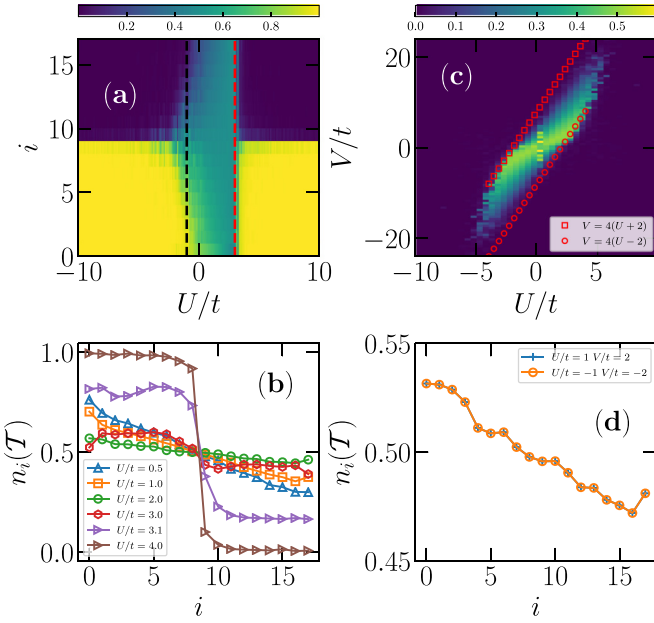 0.2 0.4 0.6 0.8
0.0 0.1 0.2 0.3 0.4 0.5
(a)
i
15
10
5
0
−10 0 10
U/t
(c)
V/t
20
0
−20
V = 4(U + 2)
V = 4(U − 2)
−10 −5 0 5
U/t
(b)
n_i(𝒯)
1.0
0.5
0.0
U/t = 0.5
U/t = 1.0
U/t = 2.0
U/t = 3.0
U/t = 3.1
U/t = 4.0
0 5 10 15
i
(d)
n_i(𝒯)
0.55
0.50
0.45
U/t = 1 V/t = 2
U/t = −1 V/t = −2
0 5 10 15
i